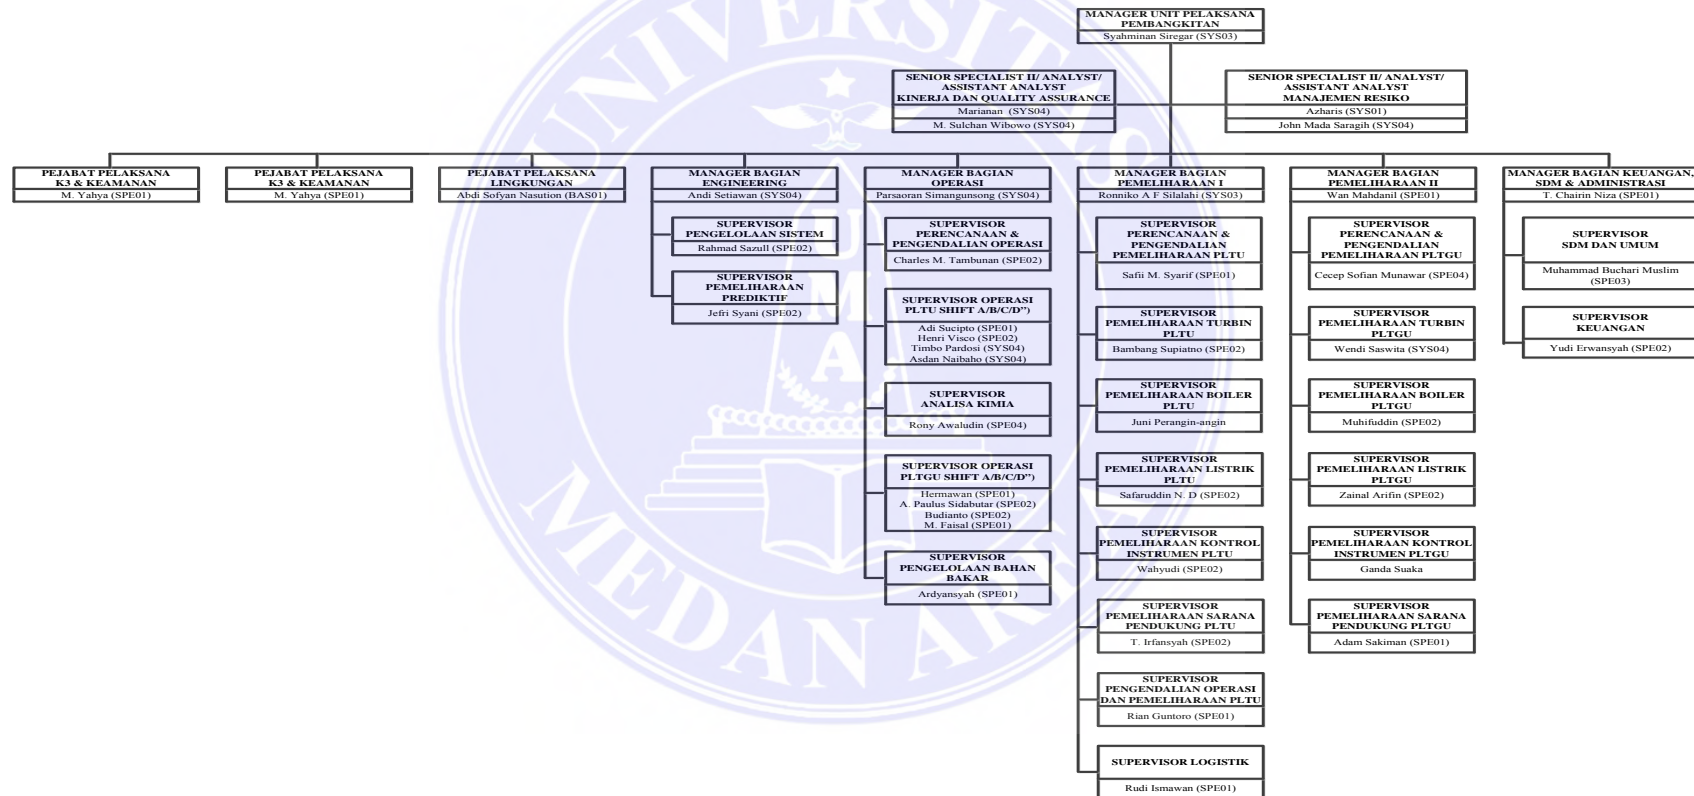 MANAGER UNIT PELAKSANA
PEMBANGKITAN
Syahminan Siregar (SYS03)
SENIOR SPECIALIST II/ ANALYST/
ASSISTANT ANALYST
KINERJA DAN QUALITY ASSURANCE
Marianan (SYS04)
M. Sulchan Wibowo (SYS04)
SENIOR SPECIALIST II/ ANALYST/
ASSISTANT ANALYST
MANAJEMEN RESIKO
Azharis (SYS01)
John Mada Saragih (SYS04)
PEJABAT PELAKSANA
K3 & KEAMANAN
M. Yahya (SPE01)
PEJABAT PELAKSANA
K3 & KEAMANAN
M. Yahya (SPE01)
PEJABAT PELAKSANA
LINGKUNGAN
Abdi Sofyan Nasution (BAS01)
MANAGER BAGIAN
ENGINEERING
Andi Setiawan (SYS04)
SUPERVISOR
PENGELOLAAN SISTEM
Rahmad Sazull (SPE02)
SUPERVISOR
PEMELIHARAAN
PREDIKTIF
Jefri Syani (SPE02)
MANAGER BAGIAN
OPERASI
Parsaoran Simangunsong (SYS04)
SUPERVISOR
PERENCANAAN &
PENGENDALIAN OPERASI
Charles M. Tambunan (SPE02)
SUPERVISOR OPERASI
PLTU SHIFT A/B/C/D”)
Adi Sucipto (SPE01)
Henri Visco (SPE02)
Timbo Pardosi (SYS04)
Asdan Naibaho (SYS04)
SUPERVISOR
ANALISA KIMIA
Rony Awaludin (SPE04)
SUPERVISOR OPERASI
PLTGU SHIFT A/B/C/D”)
Hermawan (SPE01)
A. Paulus Sidabutar (SPE02)
Budianto (SPE02)
M. Faisal (SPE01)
SUPERVISOR
PENGELOLAAN BAHAN
BAKAR
Ardyansyah (SPE01)
MANAGER BAGIAN
PEMELIHARAAN I
Ronniko A F Silalahi (SYS03)
SUPERVISOR
PERENCANAAN &
PENGENDALIAN
PEMELIHARAAN PLTU
Safii M. Syarif (SPE01)
SUPERVISOR
PEMELIHARAAN TURBIN
PLTU
Bambang Supiatno (SPE02)
SUPERVISOR
PEMELIHARAAN BOILER
PLTU
Juni Perangin-angin
SUPERVISOR
PEMELIHARAAN LISTRIK
PLTU
Safaruddin N. D (SPE02)
SUPERVISOR
PEMELIHARAAN KONTROL
INSTRUMEN PLTU
Wahyudi (SPE02)
SUPERVISOR
PEMELIHARAAN SARANA
PENDUKUNG PLTU
T. Irfansyah (SPE02)
SUPERVISOR
PENGENDALIAN OPERASI
DAN PEMELIHARAAN PLTU
Rian Guntoro (SPE01)
SUPERVISOR LOGISTIK
Rudi Ismawan (SPE01)
MANAGER BAGIAN
PEMELIHARAAN II
Wan Mahdanil (SPE01)
SUPERVISOR
PERENCANAAN &
PENGENDALIAN
PEMELIHARAAN PLTGU
Cecep Sofian Munawar (SPE04)
SUPERVISOR
PEMELIHARAAN TURBIN
PLTGU
Wendi Saswita (SYS04)
SUPERVISOR
PEMELIHARAAN BOILER
PLTGU
Muhifuddin (SPE02)
SUPERVISOR
PEMELIHARAAN LISTRIK
PLTGU
Zainal Arifin (SPE02)
SUPERVISOR
PEMELIHARAAN KONTROL
INSTRUMEN PLTGU
Ganda Suaka
SUPERVISOR
PEMELIHARAAN SARANA
PENDUKUNG PLTGU
Adam Sakiman (SPE01)
MANAGER BAGIAN KEUANGAN,
SDM & ADMINISTRASI
T. Chairin Niza (SPE01)
SUPERVISOR
SDM DAN UMUM
Muhammad Buchari Muslim
(SPE03)
SUPERVISOR
KEUANGAN
Yudi Erwansyah (SPE02)
UNIVERSITAS
MEDAN AREA
UMA